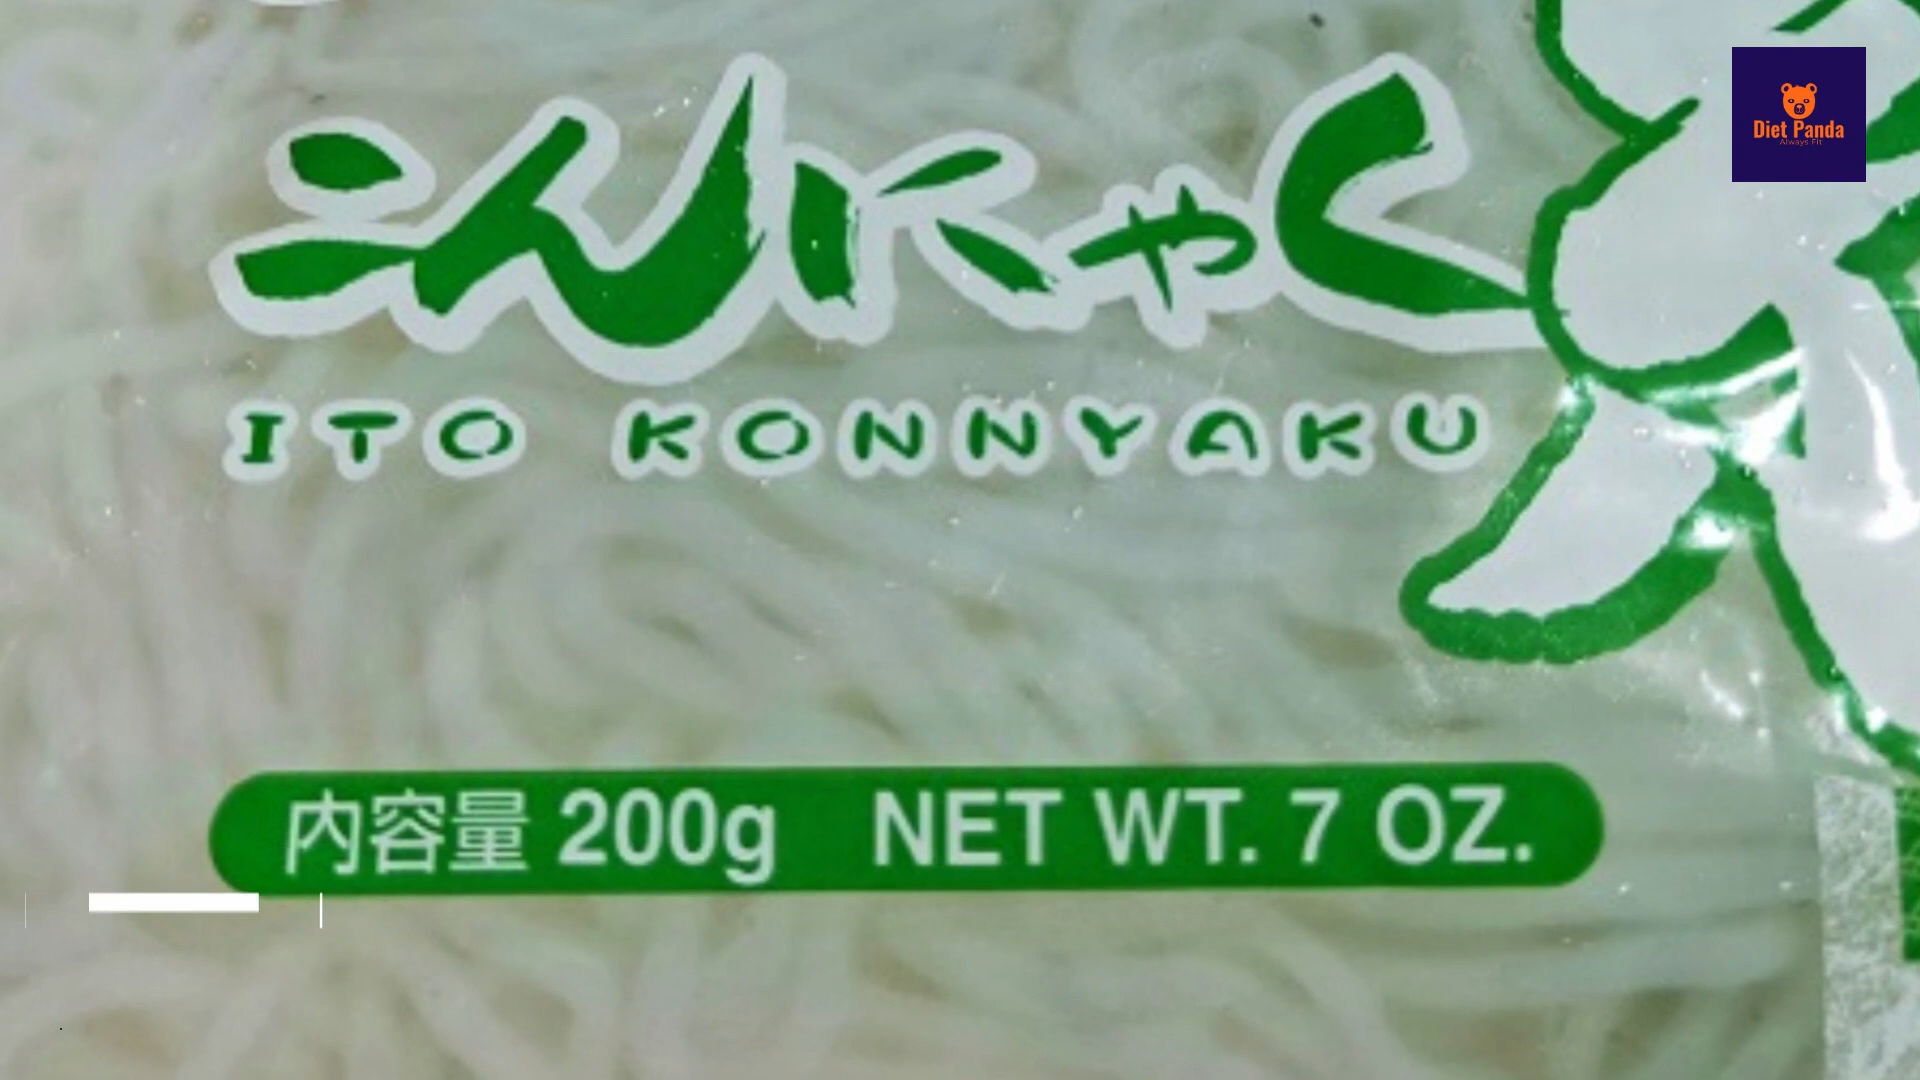 こんにゃく
ITO KONNYAKU
内容量 200g NET WT. 7 OZ.
Diet Panda
Always Fit